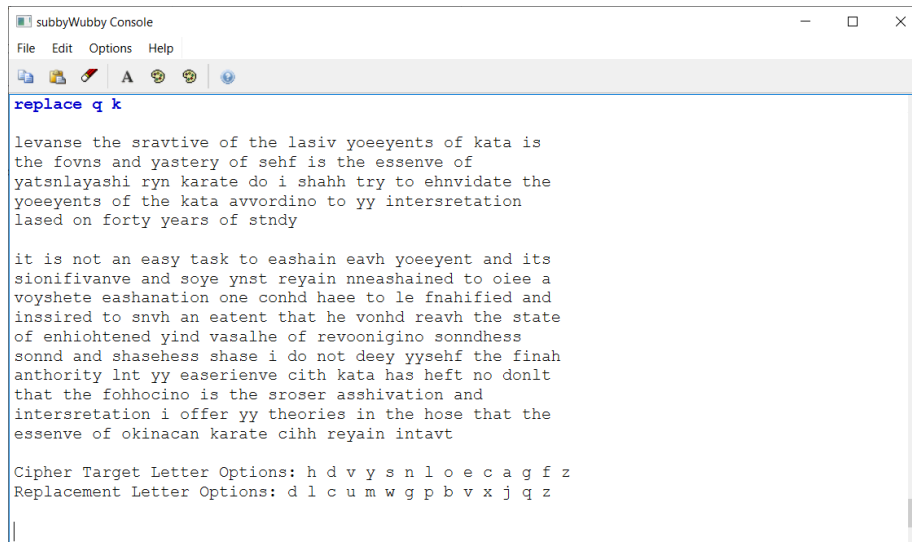 subbyWubby Console
File Edit Options Help
A
replace q k
levanse the sravtive of the lasiv yoeeyents of kata is
the fovns and yastery of sehf is the essenve of
yatsnlayashi ryn karate do i shahh try to ehnvidate the
yoeeyents of the kata avvordino to yy intersretation
lased on forty years of stndy
it is not an easy task to eashain eavh yoeeyent and its
sionifivanve and soye ynst reyain nneashained to oiee a
voyshete eashanation one conhd haee to le fnahified and
inssired to snvh an eatent that he vonhd reavh the state
of enhiohtened yind vasalhe of revoonigino sonndhess
sonnd and shasehess shase i do not deey yysehf the finah
anthority lnt yy easerienve cith kata has heft no donlt
that the fohhocino is the sroser asshivation and
intersretation i offer yy theories in the hose that the
essenve of okinacan karate cihh reyain intavt
Cipher Target Letter Options: h d v y s n l o e c a g f z
Replacement Letter Options: d l c u m w g p b v x j q z